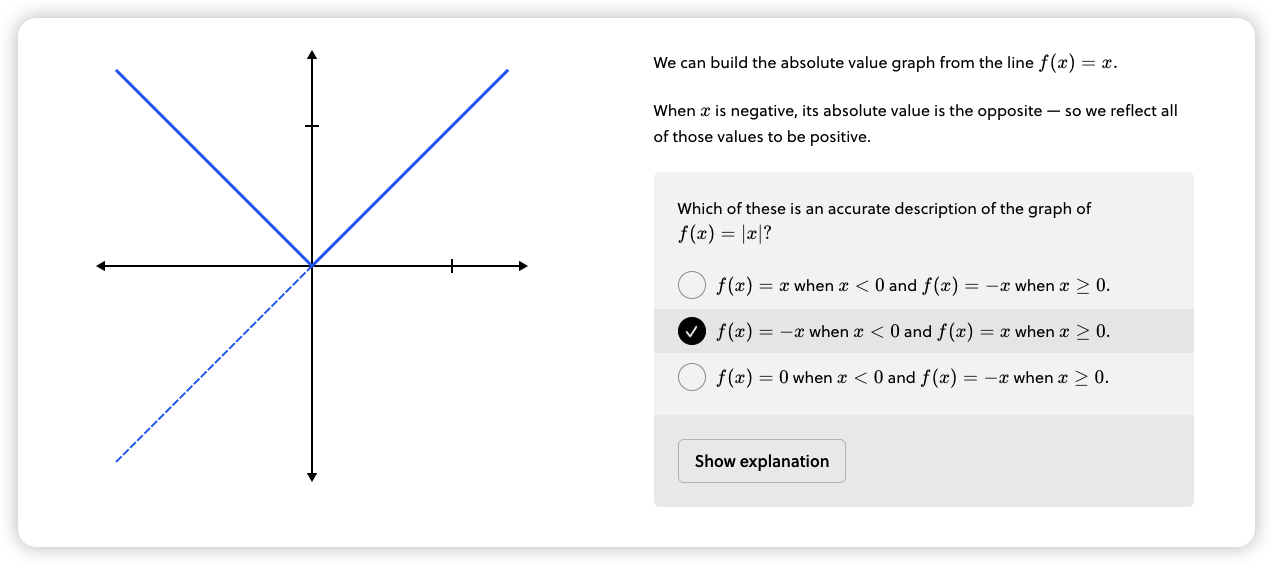 We can build the absolute value graph from the line f(x) = x.
When x is negative, its absolute value is the opposite — so we reflect all
of those values to be positive.
Which of these is an accurate description of the graph of
f(x) = |x|?
f(x) = x when x < 0 and f(x) = −x when x ≥ 0.
f(x) = −x when x < 0 and f(x) = x when x ≥ 0.
f(x) = 0 when x < 0 and f(x) = −x when x ≥ 0.
Show explanation